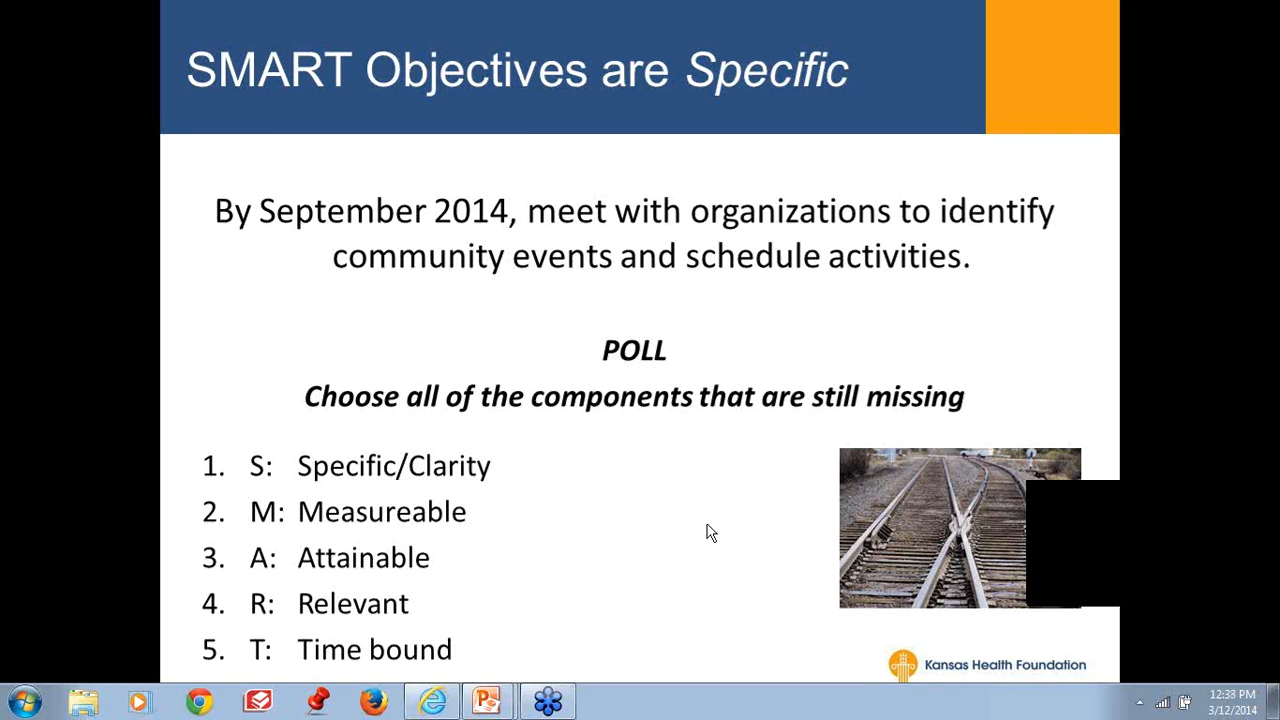 SMART Objectives are Specific
By September 2014, meet with organizations to identify
community events and schedule activities.
POLL
Choose all of the components that are still missing
1. S: Specific/Clarity
2. M: Measureable
3. A: Attainable
4. R: Relevant
5. T: Time bound
Kansas Health Foundation
12:38 PM
3/12/2014